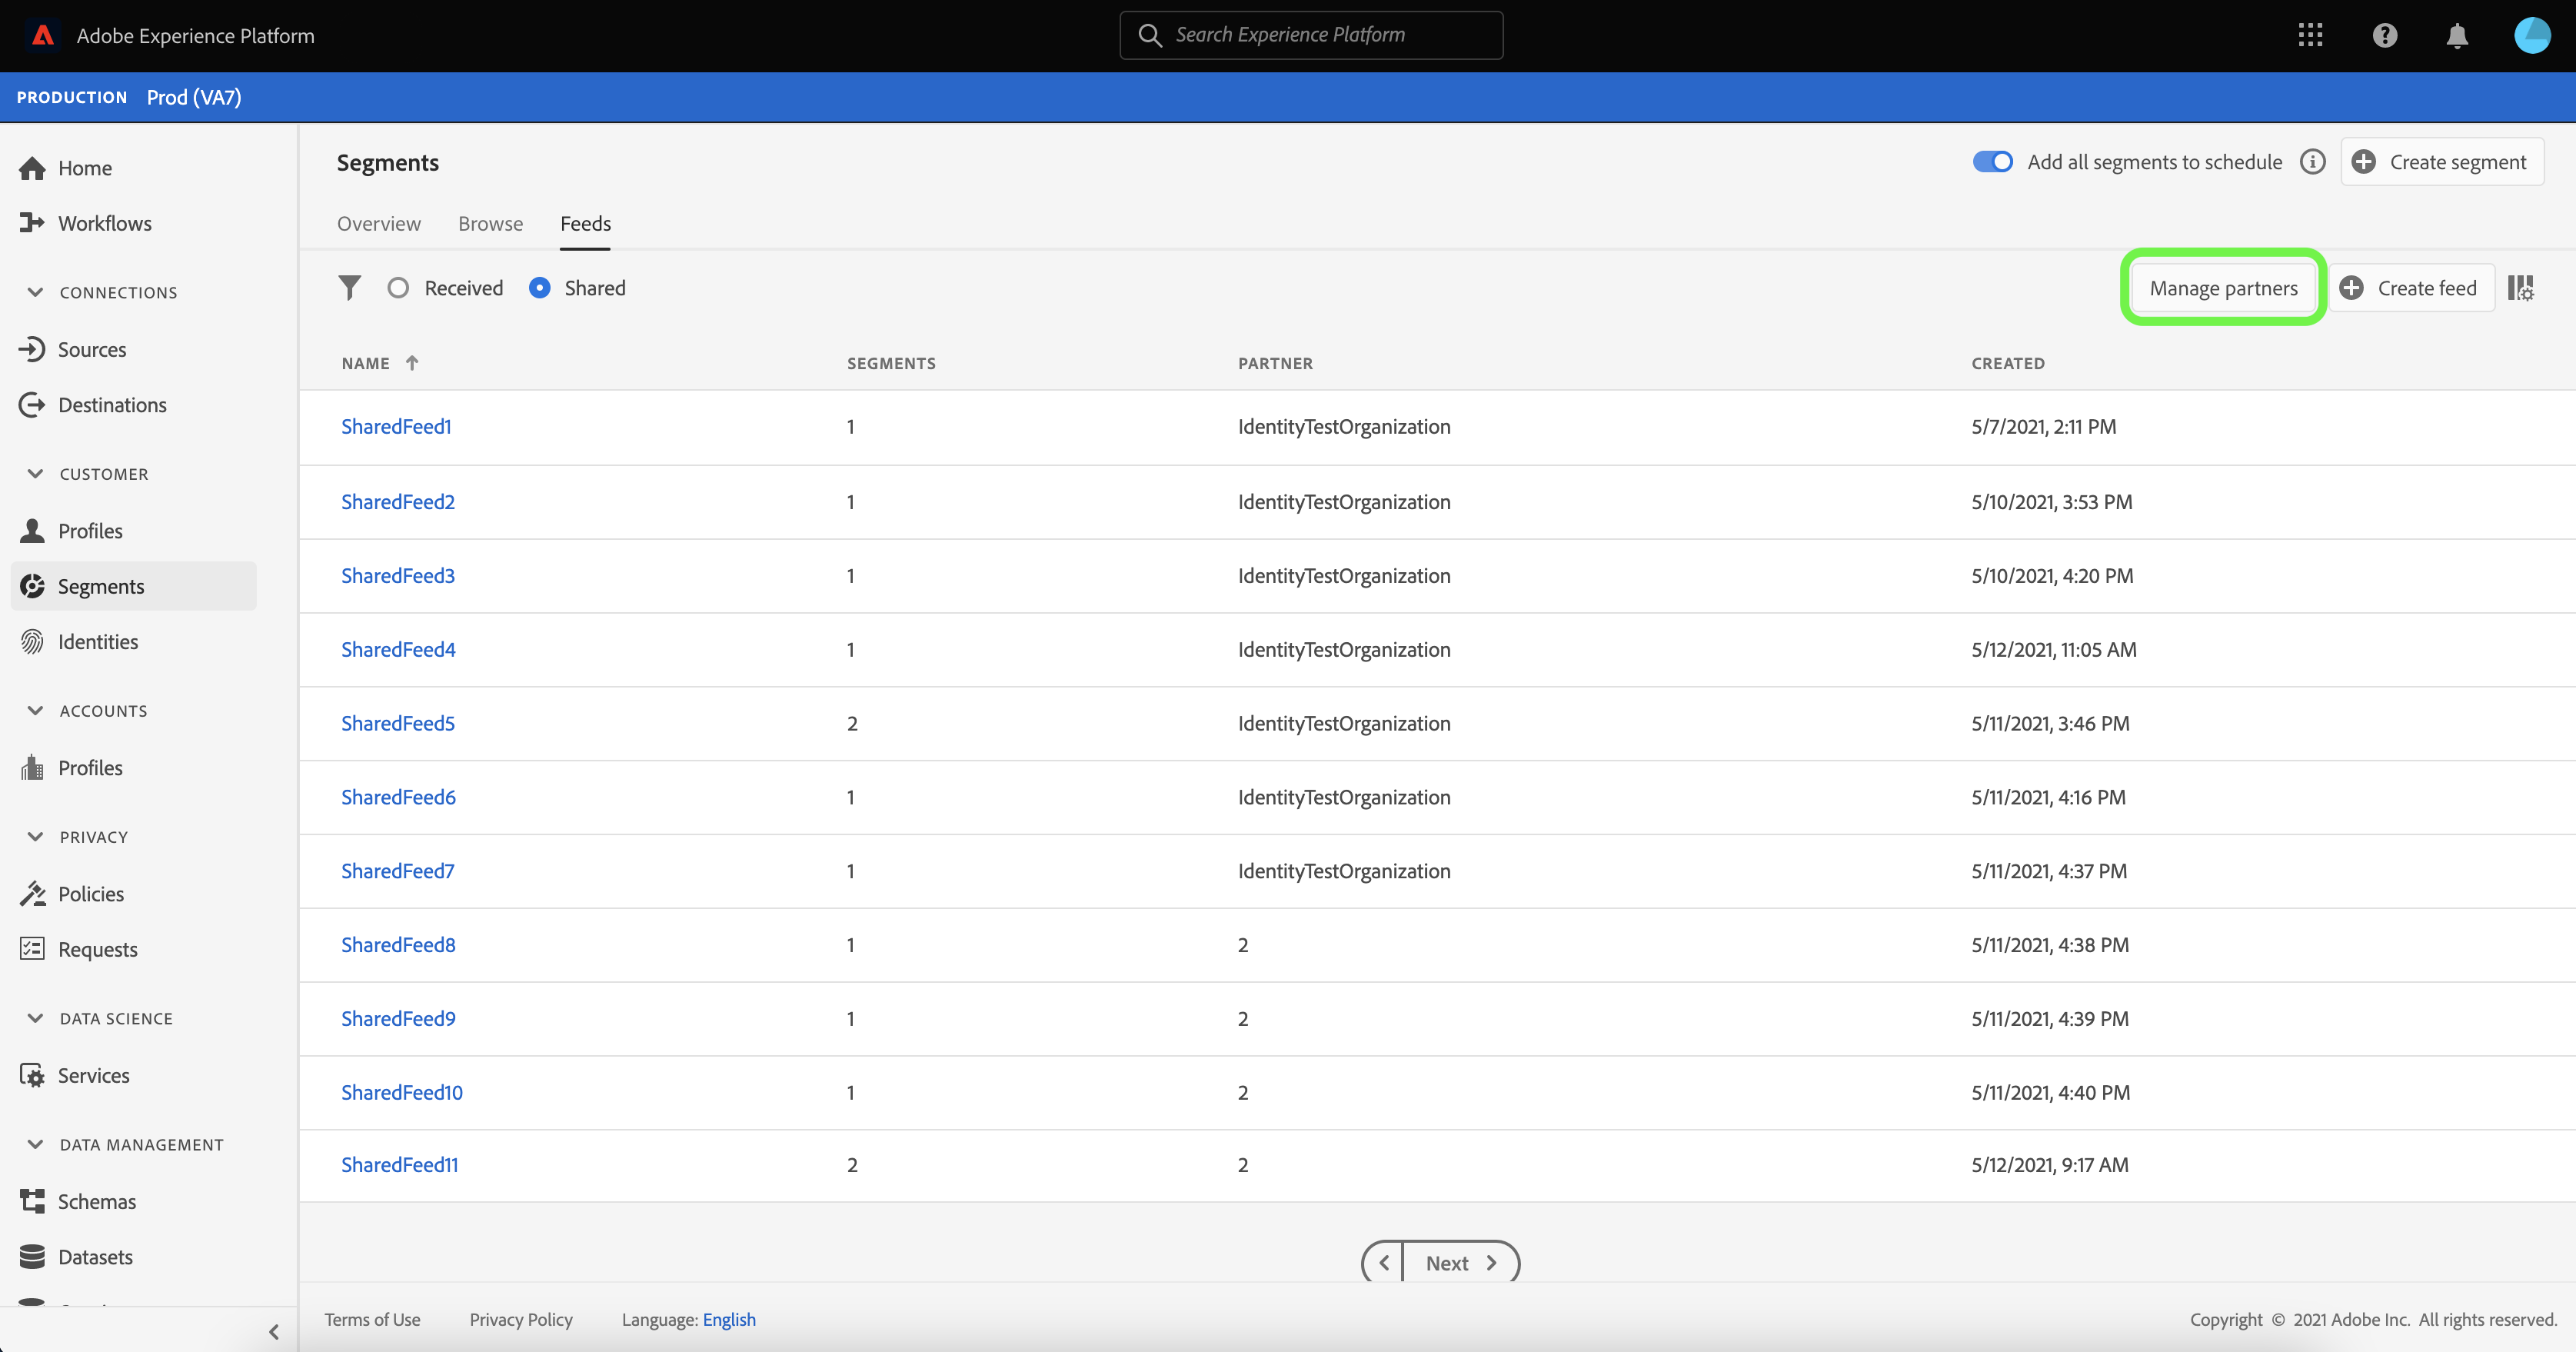 Adobe Experience Platform
Search Experience Platform
PRODUCTION Prod (VA7)
Home
Workflows
CONNECTIONS
Sources
Destinations
CUSTOMER
Profiles
Segments
Identities
ACCOUNTS
Profiles
PRIVACY
Policies
Requests
DATA SCIENCE
Services
DATA MANAGEMENT
Schemas
Datasets
Segments
Add all segments to schedule
Create segment
Overview Browse Feeds
Received Shared
Manage partners
Create feed
NAME SEGMENTS PARTNER CREATED
SharedFeed1 1 IdentityTestOrganization 5/7/2021, 2:11 PM
SharedFeed2 1 IdentityTestOrganization 5/10/2021, 3:53 PM
SharedFeed3 1 IdentityTestOrganization 5/10/2021, 4:20 PM
SharedFeed4 1 IdentityTestOrganization 5/12/2021, 11:05 AM
SharedFeed5 2 IdentityTestOrganization 5/11/2021, 3:46 PM
SharedFeed6 1 IdentityTestOrganization 5/11/2021, 4:16 PM
SharedFeed7 1 IdentityTestOrganization 5/11/2021, 4:37 PM
SharedFeed8 1 2 5/11/2021, 4:38 PM
SharedFeed9 1 2 5/11/2021, 4:39 PM
SharedFeed10 1 2 5/11/2021, 4:40 PM
SharedFeed11 2 2 5/12/2021, 9:17 AM
Next
Terms of Use Privacy Policy Language: English Copyright © 2021 Adobe Inc. All rights reserved.